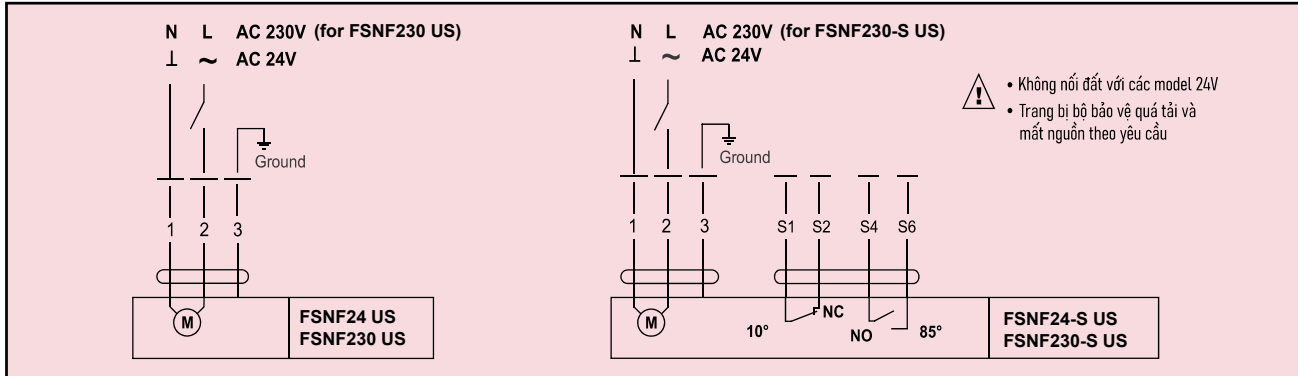 N L AC 230V (for FSNF230 US)
⊥ ~ AC 24V
Ground
1 2 3
M
FSNF24 US
FSNF230 US
N L AC 230V (for FSNF230-S US)
⊥ ~ AC 24V
Ground
1 2 3 S1 S2 S4 S6
M
10° NC
NO 85°
FSNF24-S US
FSNF230-S US
! • Không nối đất với các model 24V
• Trang bị bộ bảo vệ quá tải và
mất nguồn theo yêu cầu